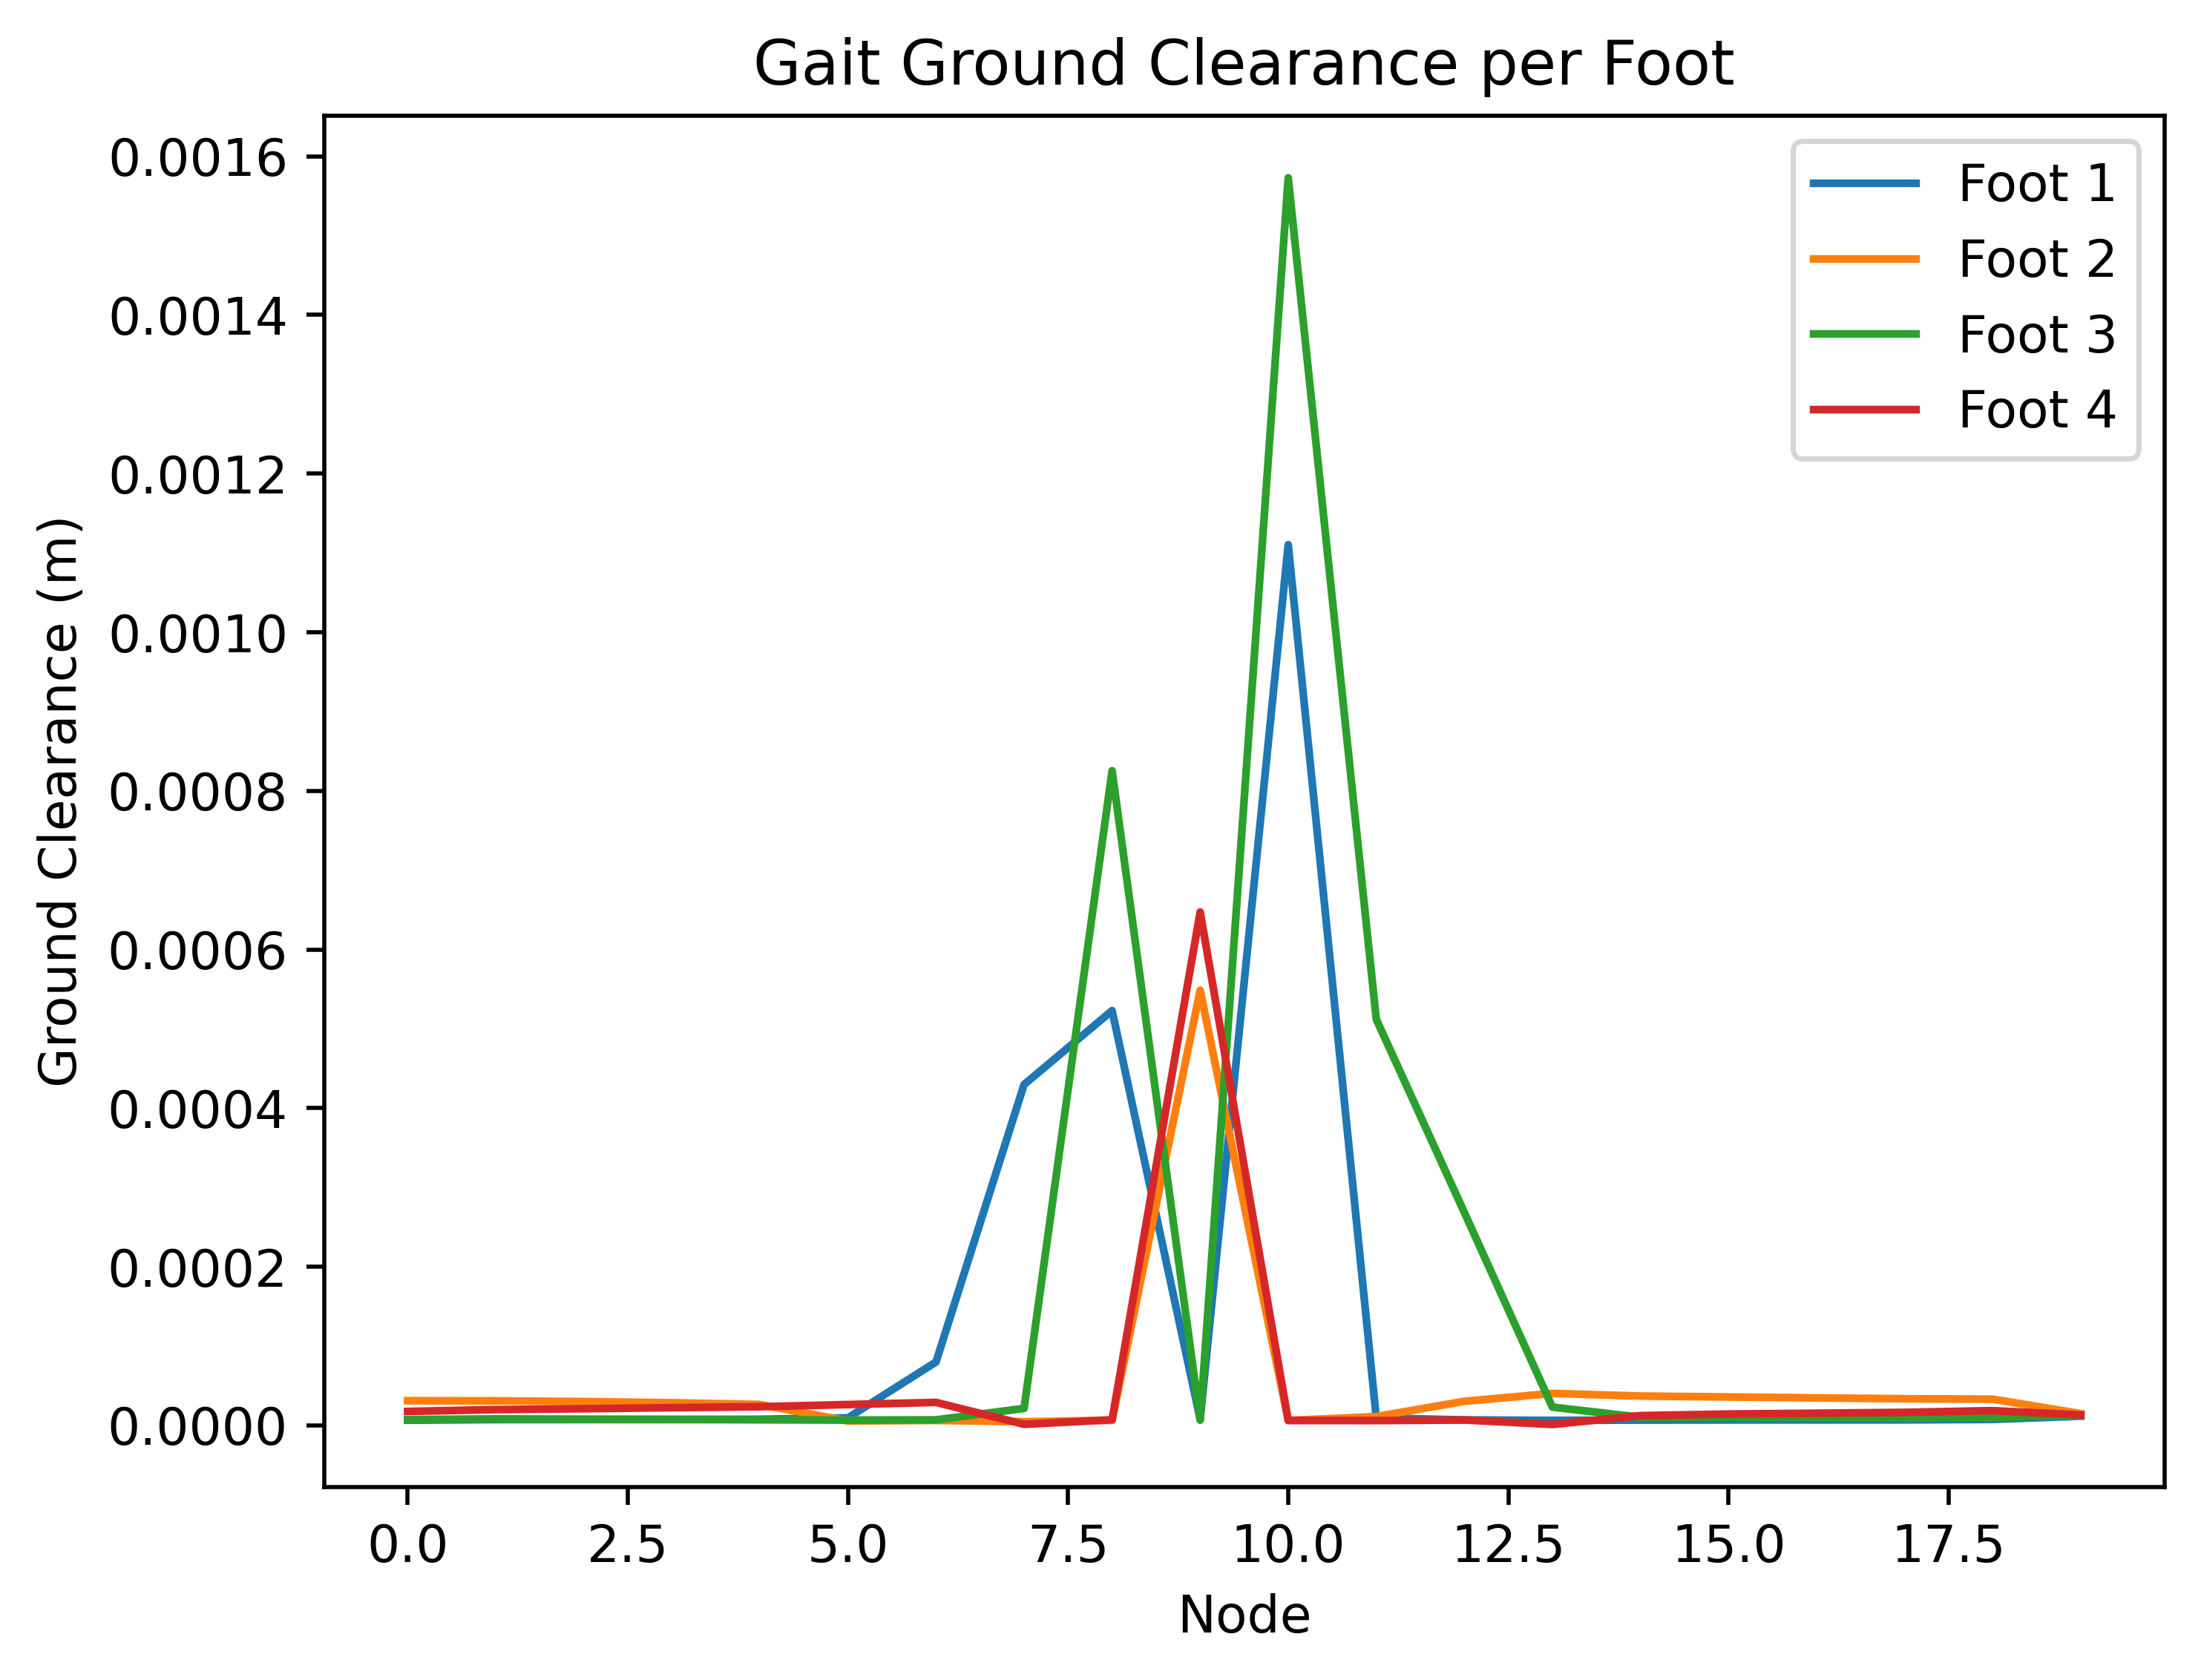 Gait Ground Clearance per Foot
0.0016
0.0014
0.0012
0.0010
0.0008
0.0006
0.0004
0.0002
0.0000
Ground Clearance (m)
Foot 1
Foot 2
Foot 3
Foot 4
0.0 2.5 5.0 7.5 10.0 12.5 15.0 17.5
Node